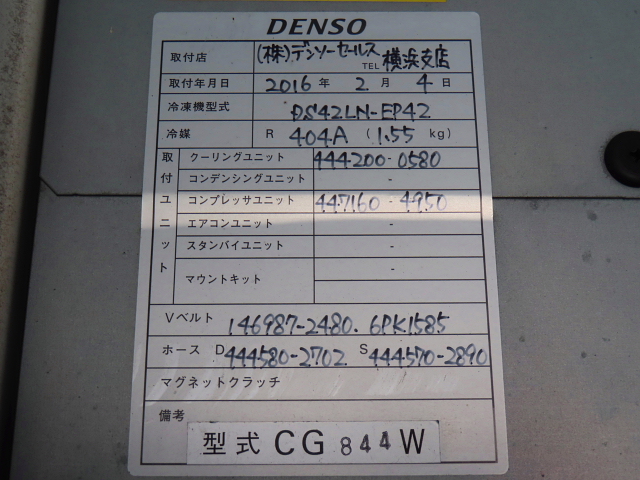 DENSO
取付店 (株)デンソーセールス TEL 横浜支店
取付年月日 2016 年 2 月 4 日
冷凍機型式 DS42LN-EP42
冷媒 R 404A (1.55 kg)
取付ユニット
クーリングユニット 444200-0580
コンデンシングユニット -
コンプレッサユニット 447160-4950
エアコンユニット -
スタンバイユニット -
マウントキット -
-
Vベルト 146987-2480. 6PK1585
ホース D 444580-2702 S 444570-2890
マグネットクラッチ
備考
型式 CG 844W